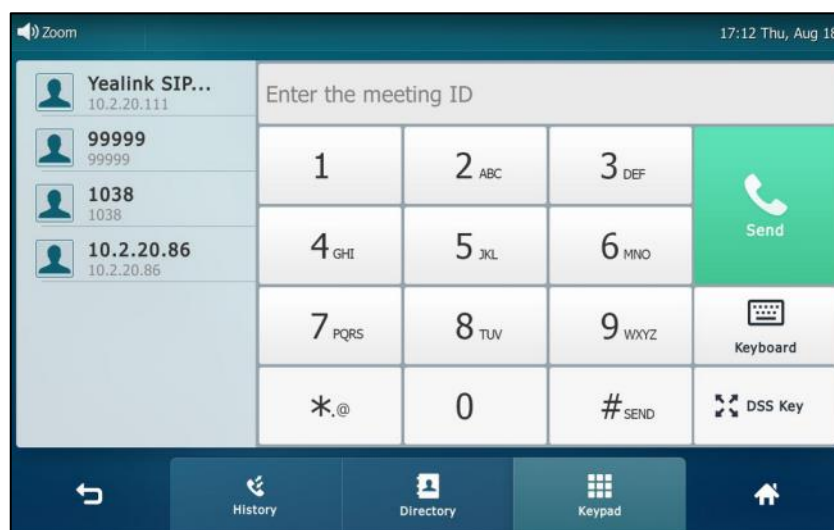 Zoom
17:12 Thu, Aug 18
Yealink SIP...
10.2.20.111
99999
99999
1038
1038
10.2.20.86
10.2.20.86
Enter the meeting ID
1
2 ABC
3 DEF
Send
4 GHI
5 JKL
6 MNO
7 PQRS
8 TUV
9 WXYZ
Keyboard
*.@
0
# SEND
DSS Key
History
Directory
Keypad